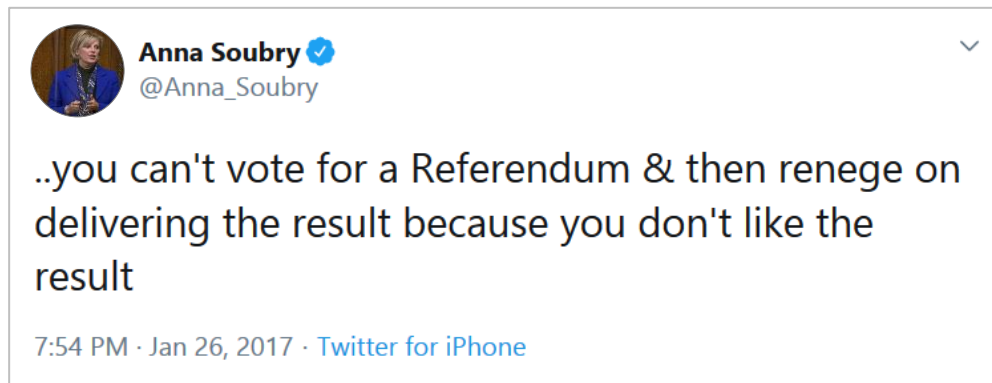 Anna Soubry
@Anna_Soubry
..you can't vote for a Referendum & then renege on
delivering the result because you don't like the
result
7:54 PM · Jan 26, 2017 · Twitter for iPhone